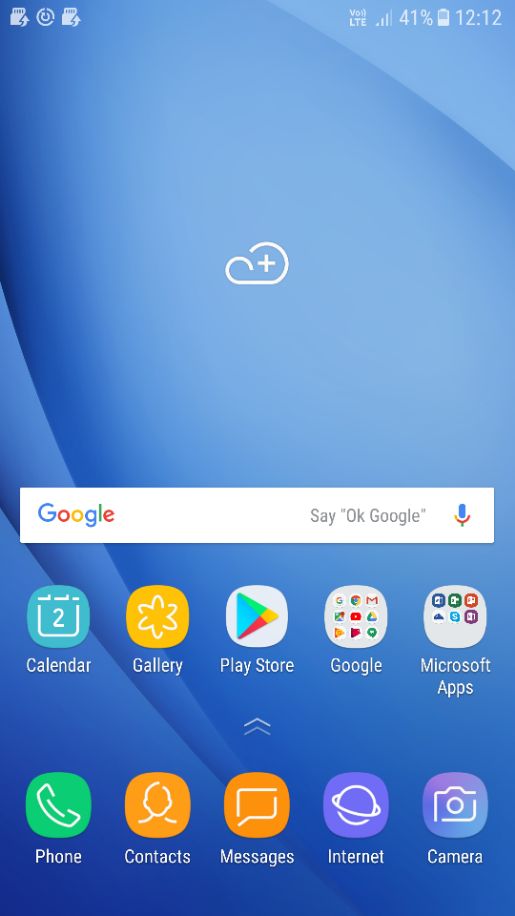 Vo)) LTE 41% 12:12
Google Say "Ok Google"
2
Calendar Gallery Play Store Google Microsoft Apps
Phone Contacts Messages Internet Camera